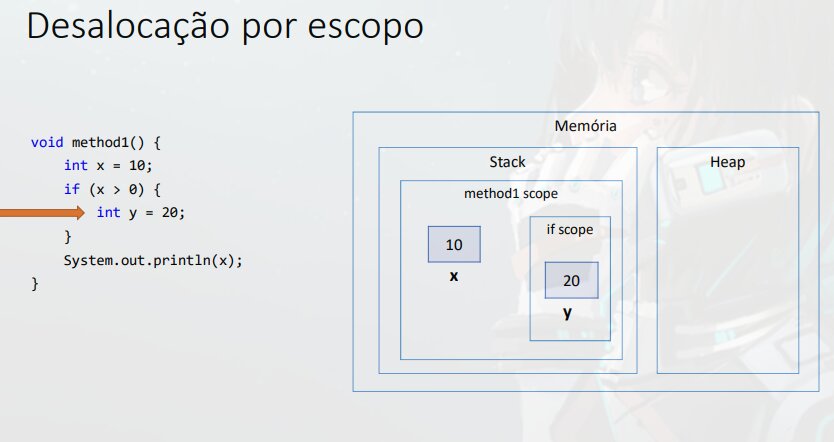 Desalocação por escopo
void method1() {
int x = 10;
if (x > 0) {
int y = 20;
}
System.out.println(x);
}
Memória
Stack
Heap
method1 scope
if scope
10
x
20
y